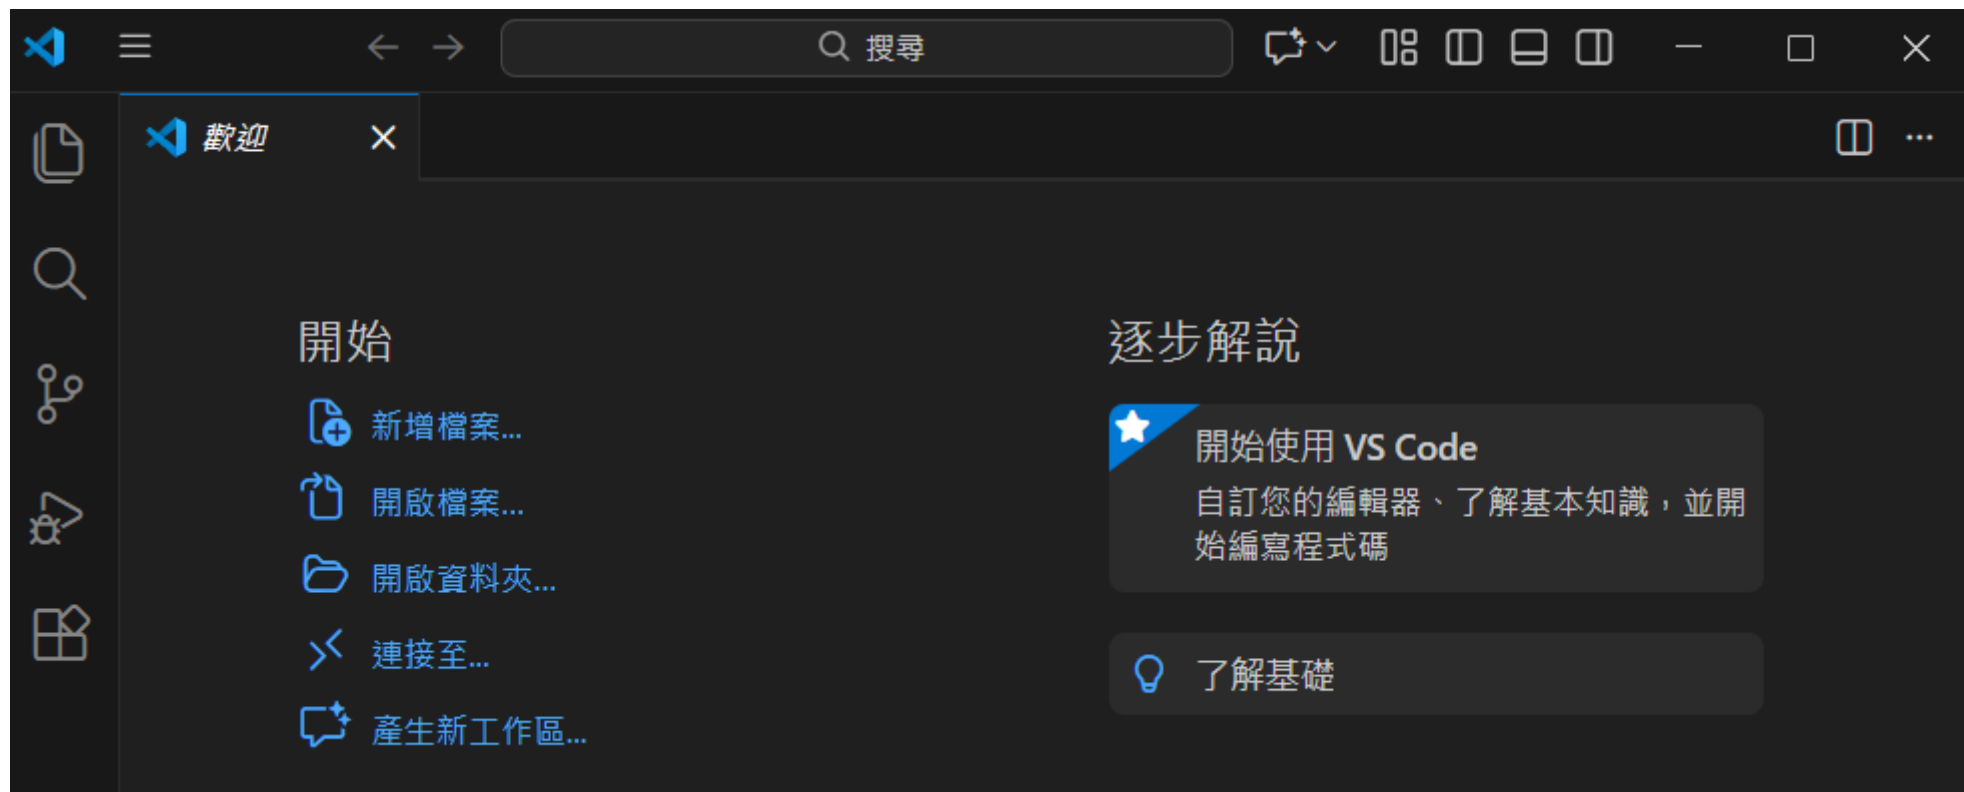 搜尋
歡迎
開始
新增檔案...
開啟檔案...
開啟資料夾...
連接至...
產生新工作區...
逐步解說
開始使用 VS Code
自訂您的編輯器、了解基本知識，並開
始編寫程式碼
了解基礎